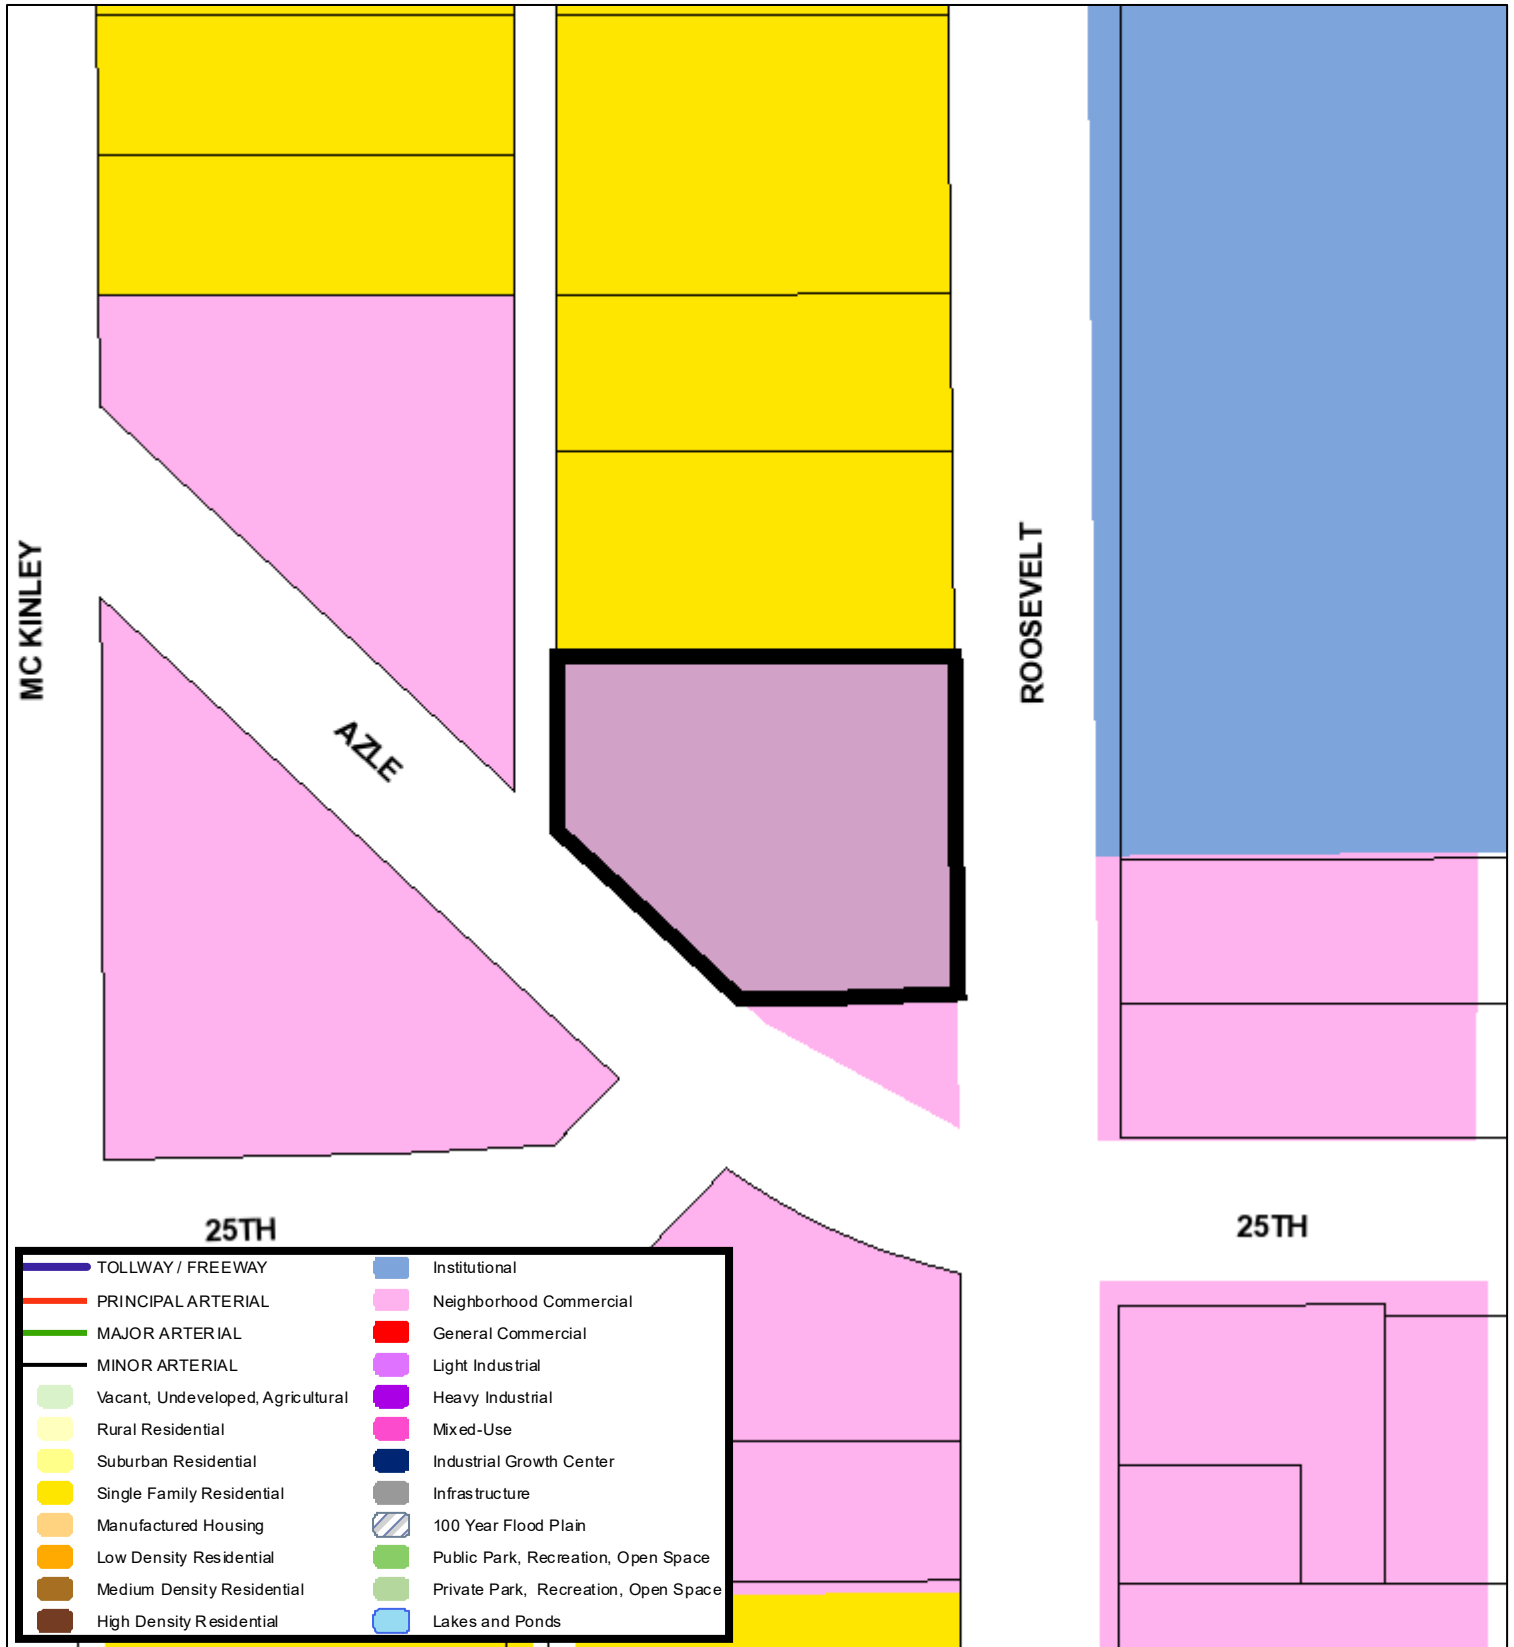 MC KINLEY
ROOSEVELT
AZLE
25TH
25TH
TOLLWAY / FREEWAY
PRINCIPAL ARTERIAL
MAJOR ARTERIAL
MINOR ARTERIAL
Vacant, Undeveloped, Agricultural
Rural Residential
Suburban Residential
Single Family Residential
Manufactured Housing
Low Density Residential
Medium Density Residential
High Density Residential
Institutional
Neighborhood Commercial
General Commercial
Light Industrial
Heavy Industrial
Mixed-Use
Industrial Growth Center
Infrastructure
100 Year Flood Plain
Public Park, Recreation, Open Space
Private Park, Recreation, Open Space
Lakes and Ponds